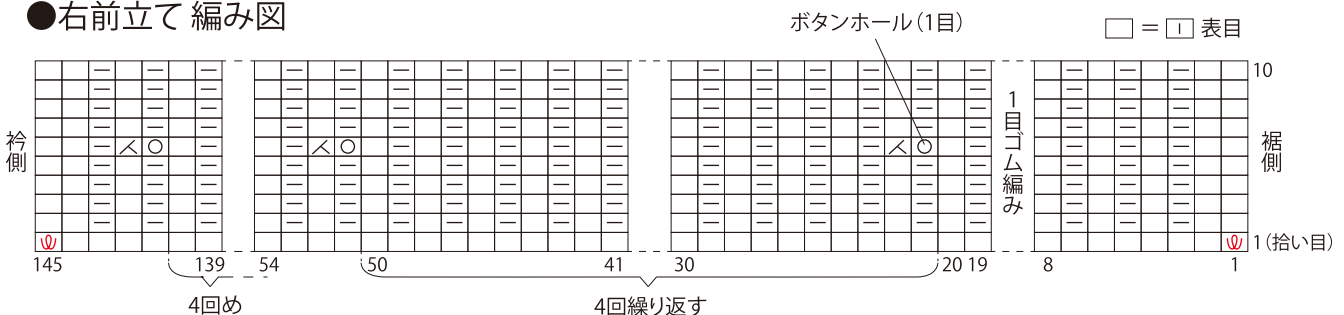 ●右前立て 編み図
ボタンホール（1目）
□ = 表目
衿側
1目ゴム編み
10
裾側
1（拾い目）
145 139 54 50 41 30 20 19 8 1
4回め
4回繰り返す